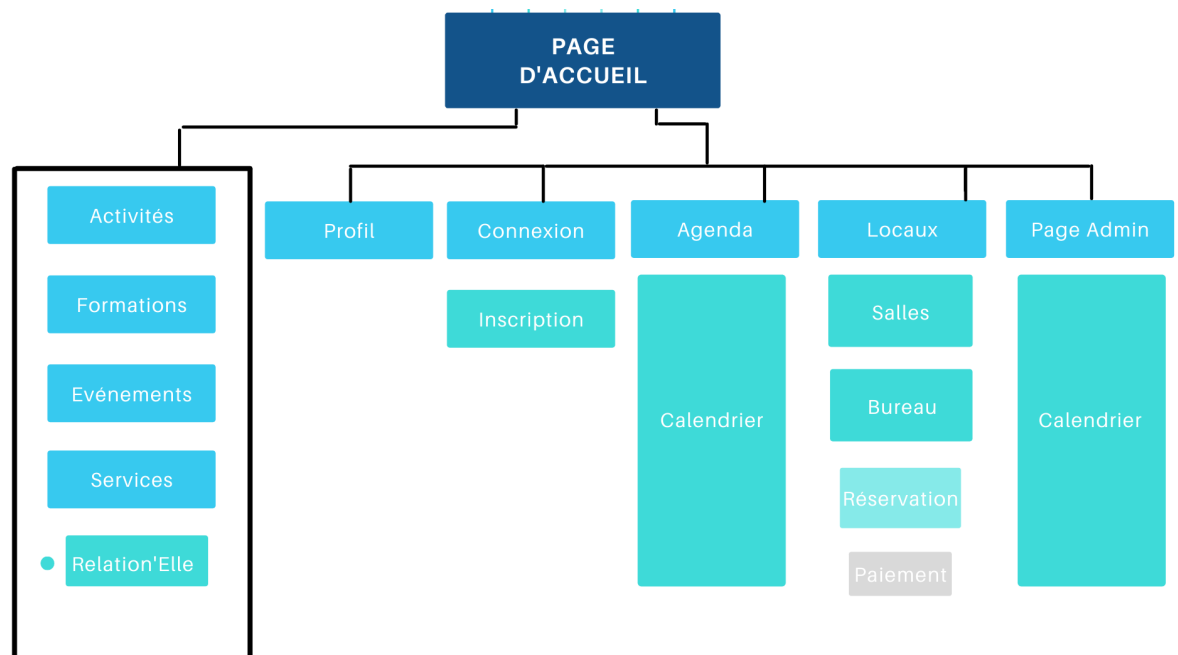 PAGE
D'ACCUEIL
Activités
Formations
Evénements
Services
Relation'Elle
Profil
Connexion
Inscription
Agenda
Calendrier
Locaux
Salles
Bureau
Réservation
Paiement
Page Admin
Calendrier